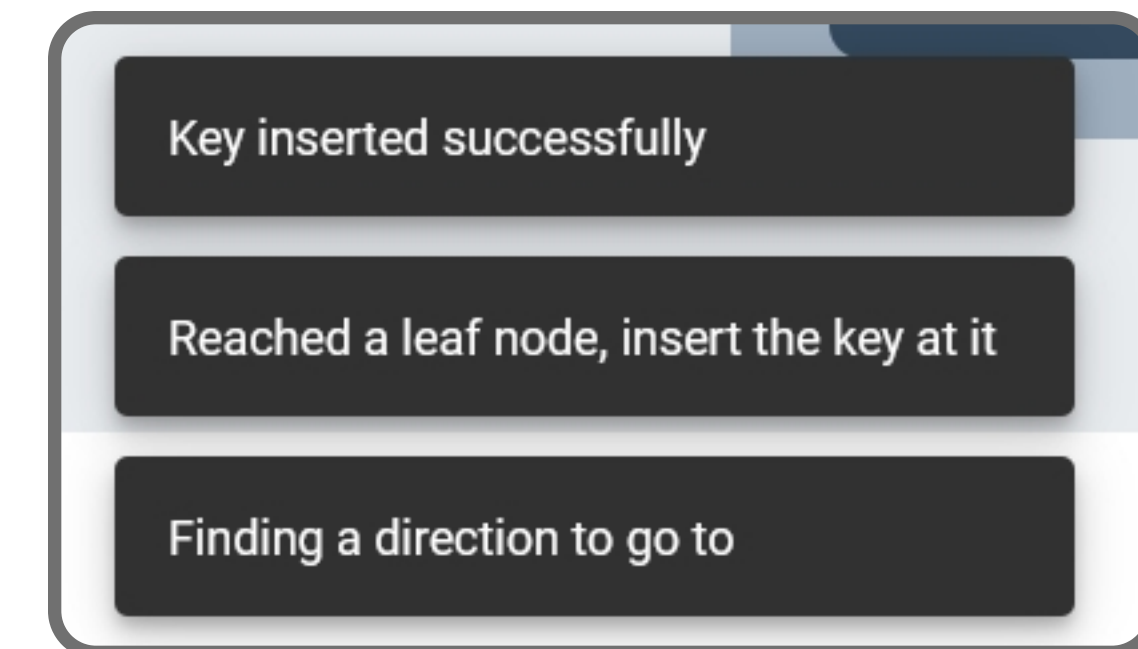 Key inserted successfully
Reached a leaf node, insert the key at it
Finding a direction to go to